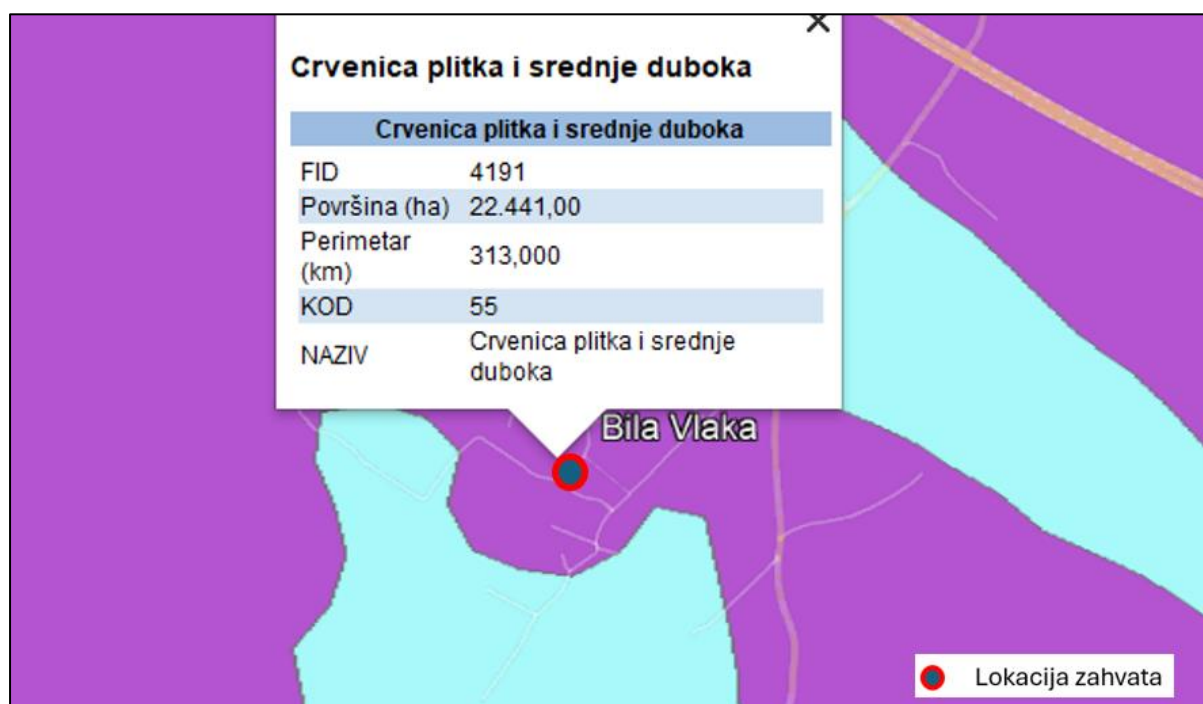 Crvenica plitka i srednje duboka
Crvenica plitka i srednje duboka
FID 4191
Površina (ha) 22.441,00
Perimetar (km) 313,000
KOD 55
NAZIV Crvenica plitka i srednje duboka
Bila Vlaka
Lokacija zahvata